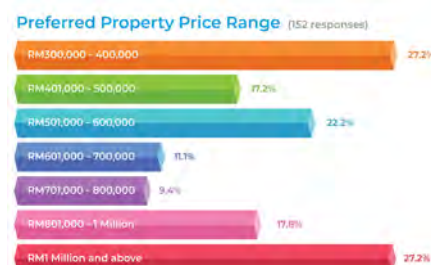 Preferred Property Price Range (152 responses)
RM300,000 - 400,000 27.2%
RM401,000 - 500,000 17.2%
RM501,000 - 600,000 22.2%
RM601,000 - 700,000 11.1%
RM701,000 - 800,000 9.4%
RM801,000 - 1 Million 17.8%
RM1 Million and above 27.2%